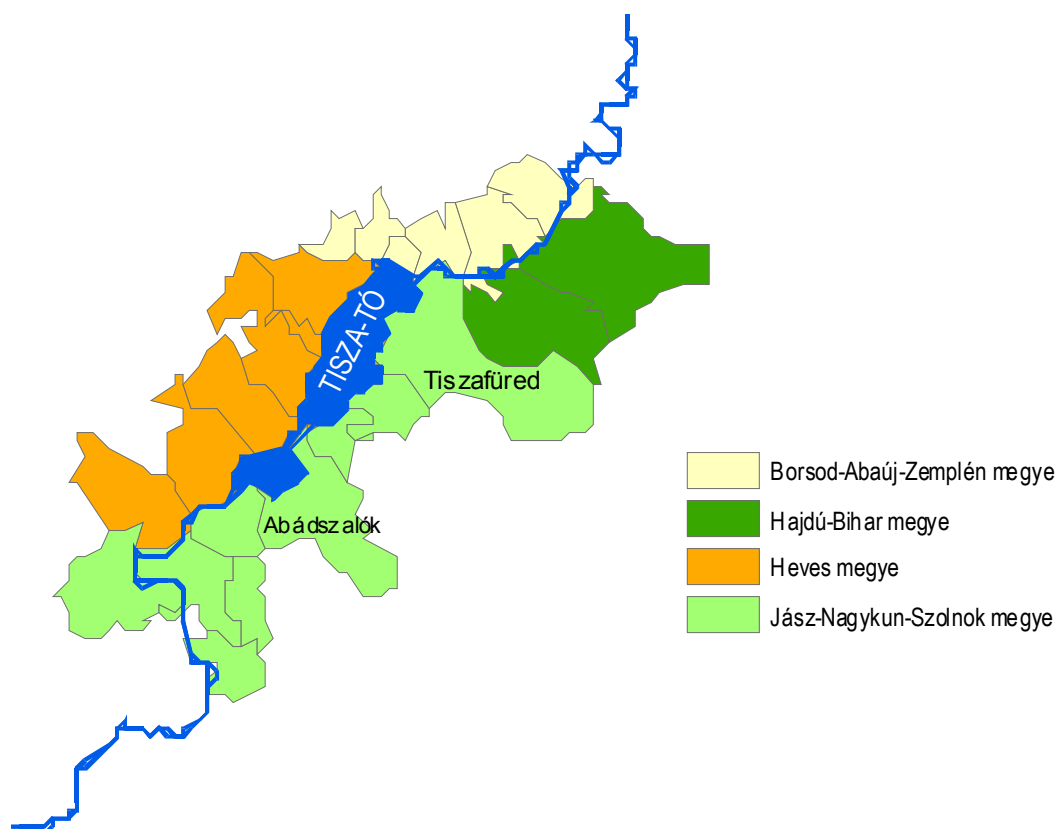 TISZA-TÓ
Tiszafüred
Abádszalók
Borsod-Abaúj-Zemplén megye
Hajdú-Bihar megye
Heves megye
Jász-Nagykun-Szolnok megye